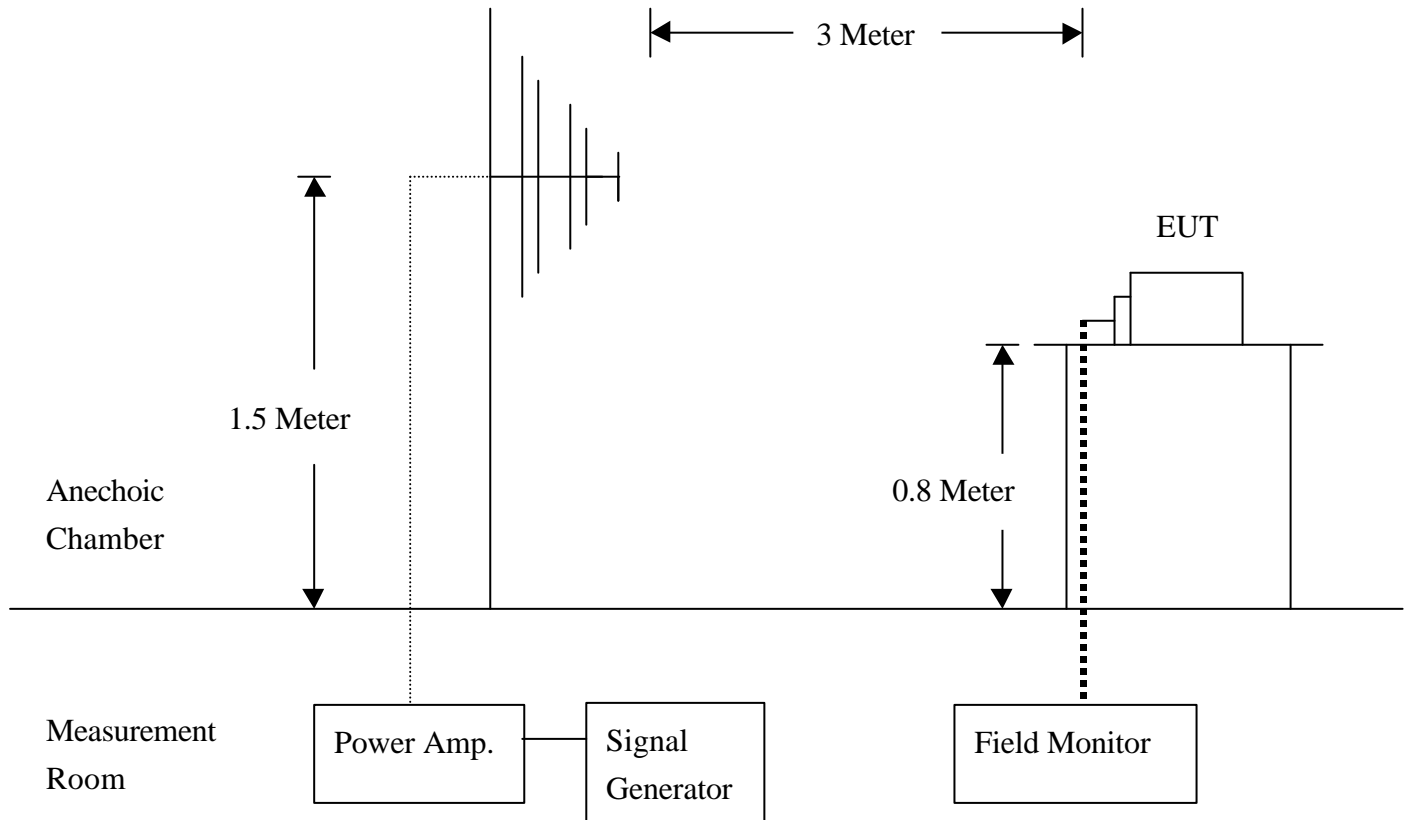 3 Meter
EUT
1.5 Meter
0.8 Meter
Anechoic
Chamber
Measurement
Room
Power Amp.
Signal
Generator
Field Monitor